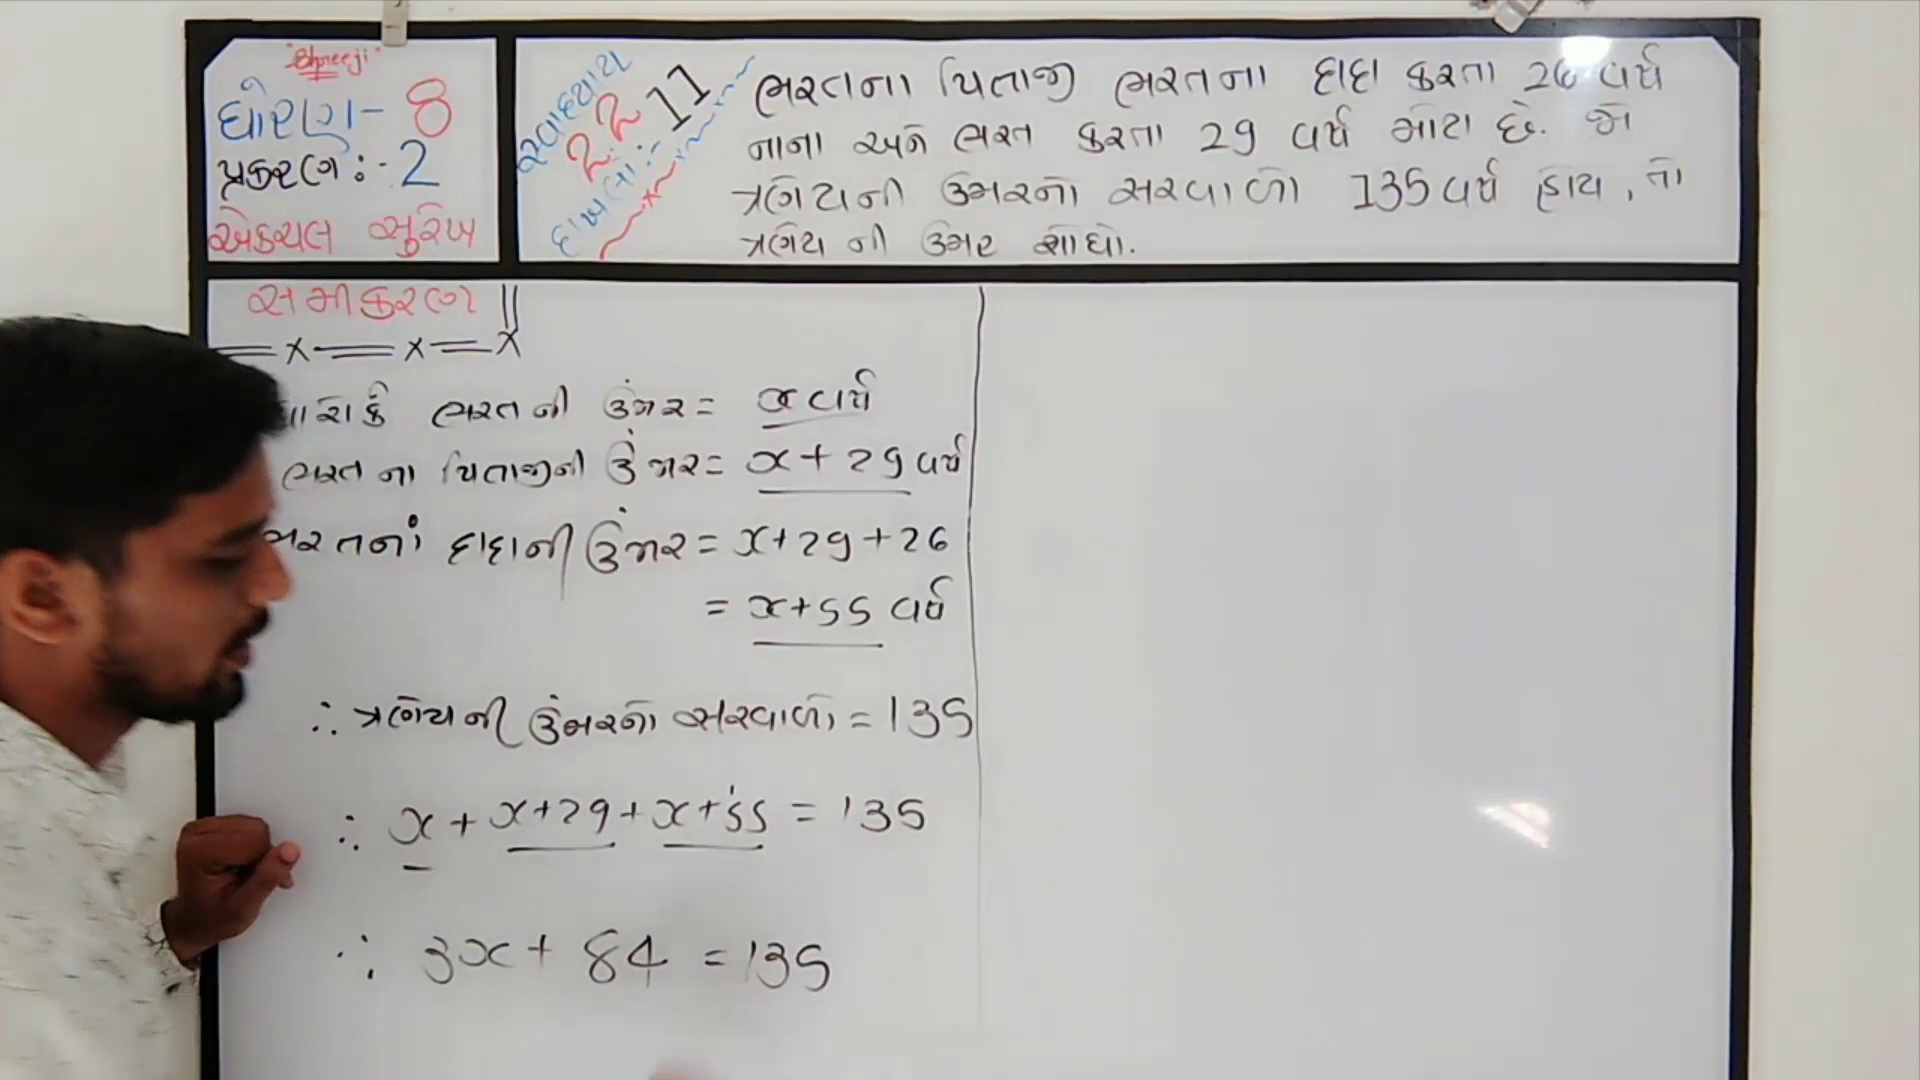 "Shreeji"
ધોરણ - 8
પ્રકરણ :- 2
એકચલ સુરેખ
સમીકરણ ||
સ્વાધ્યાય
2.2
દાખલો :- 11
ભરતના પિતાજી ભરતના દાદા કરતા 26 વર્ષ
નાના અને ભરત કરતા 29 વર્ષ મોટા છે. જો
ત્રણેયની ઉંમરનો સરવાળો 135 વર્ષ હોય, તો
ત્રણેય ની ઉંમર શોધો.
ધારોકે ભરત ની ઉંમર = x વર્ષ
ભરત ના પિતાજીની ઉંમર = x + 29 વર્ષ
ભરતનાં દાદાની ઉંમર = x + 29 + 26
= x + 55 વર્ષ
∴ ત્રણેય ની ઉંમરનો સરવાળો = 135
∴ x + x + 29 + x + 55 = 135
∴ 3x + 84 = 135